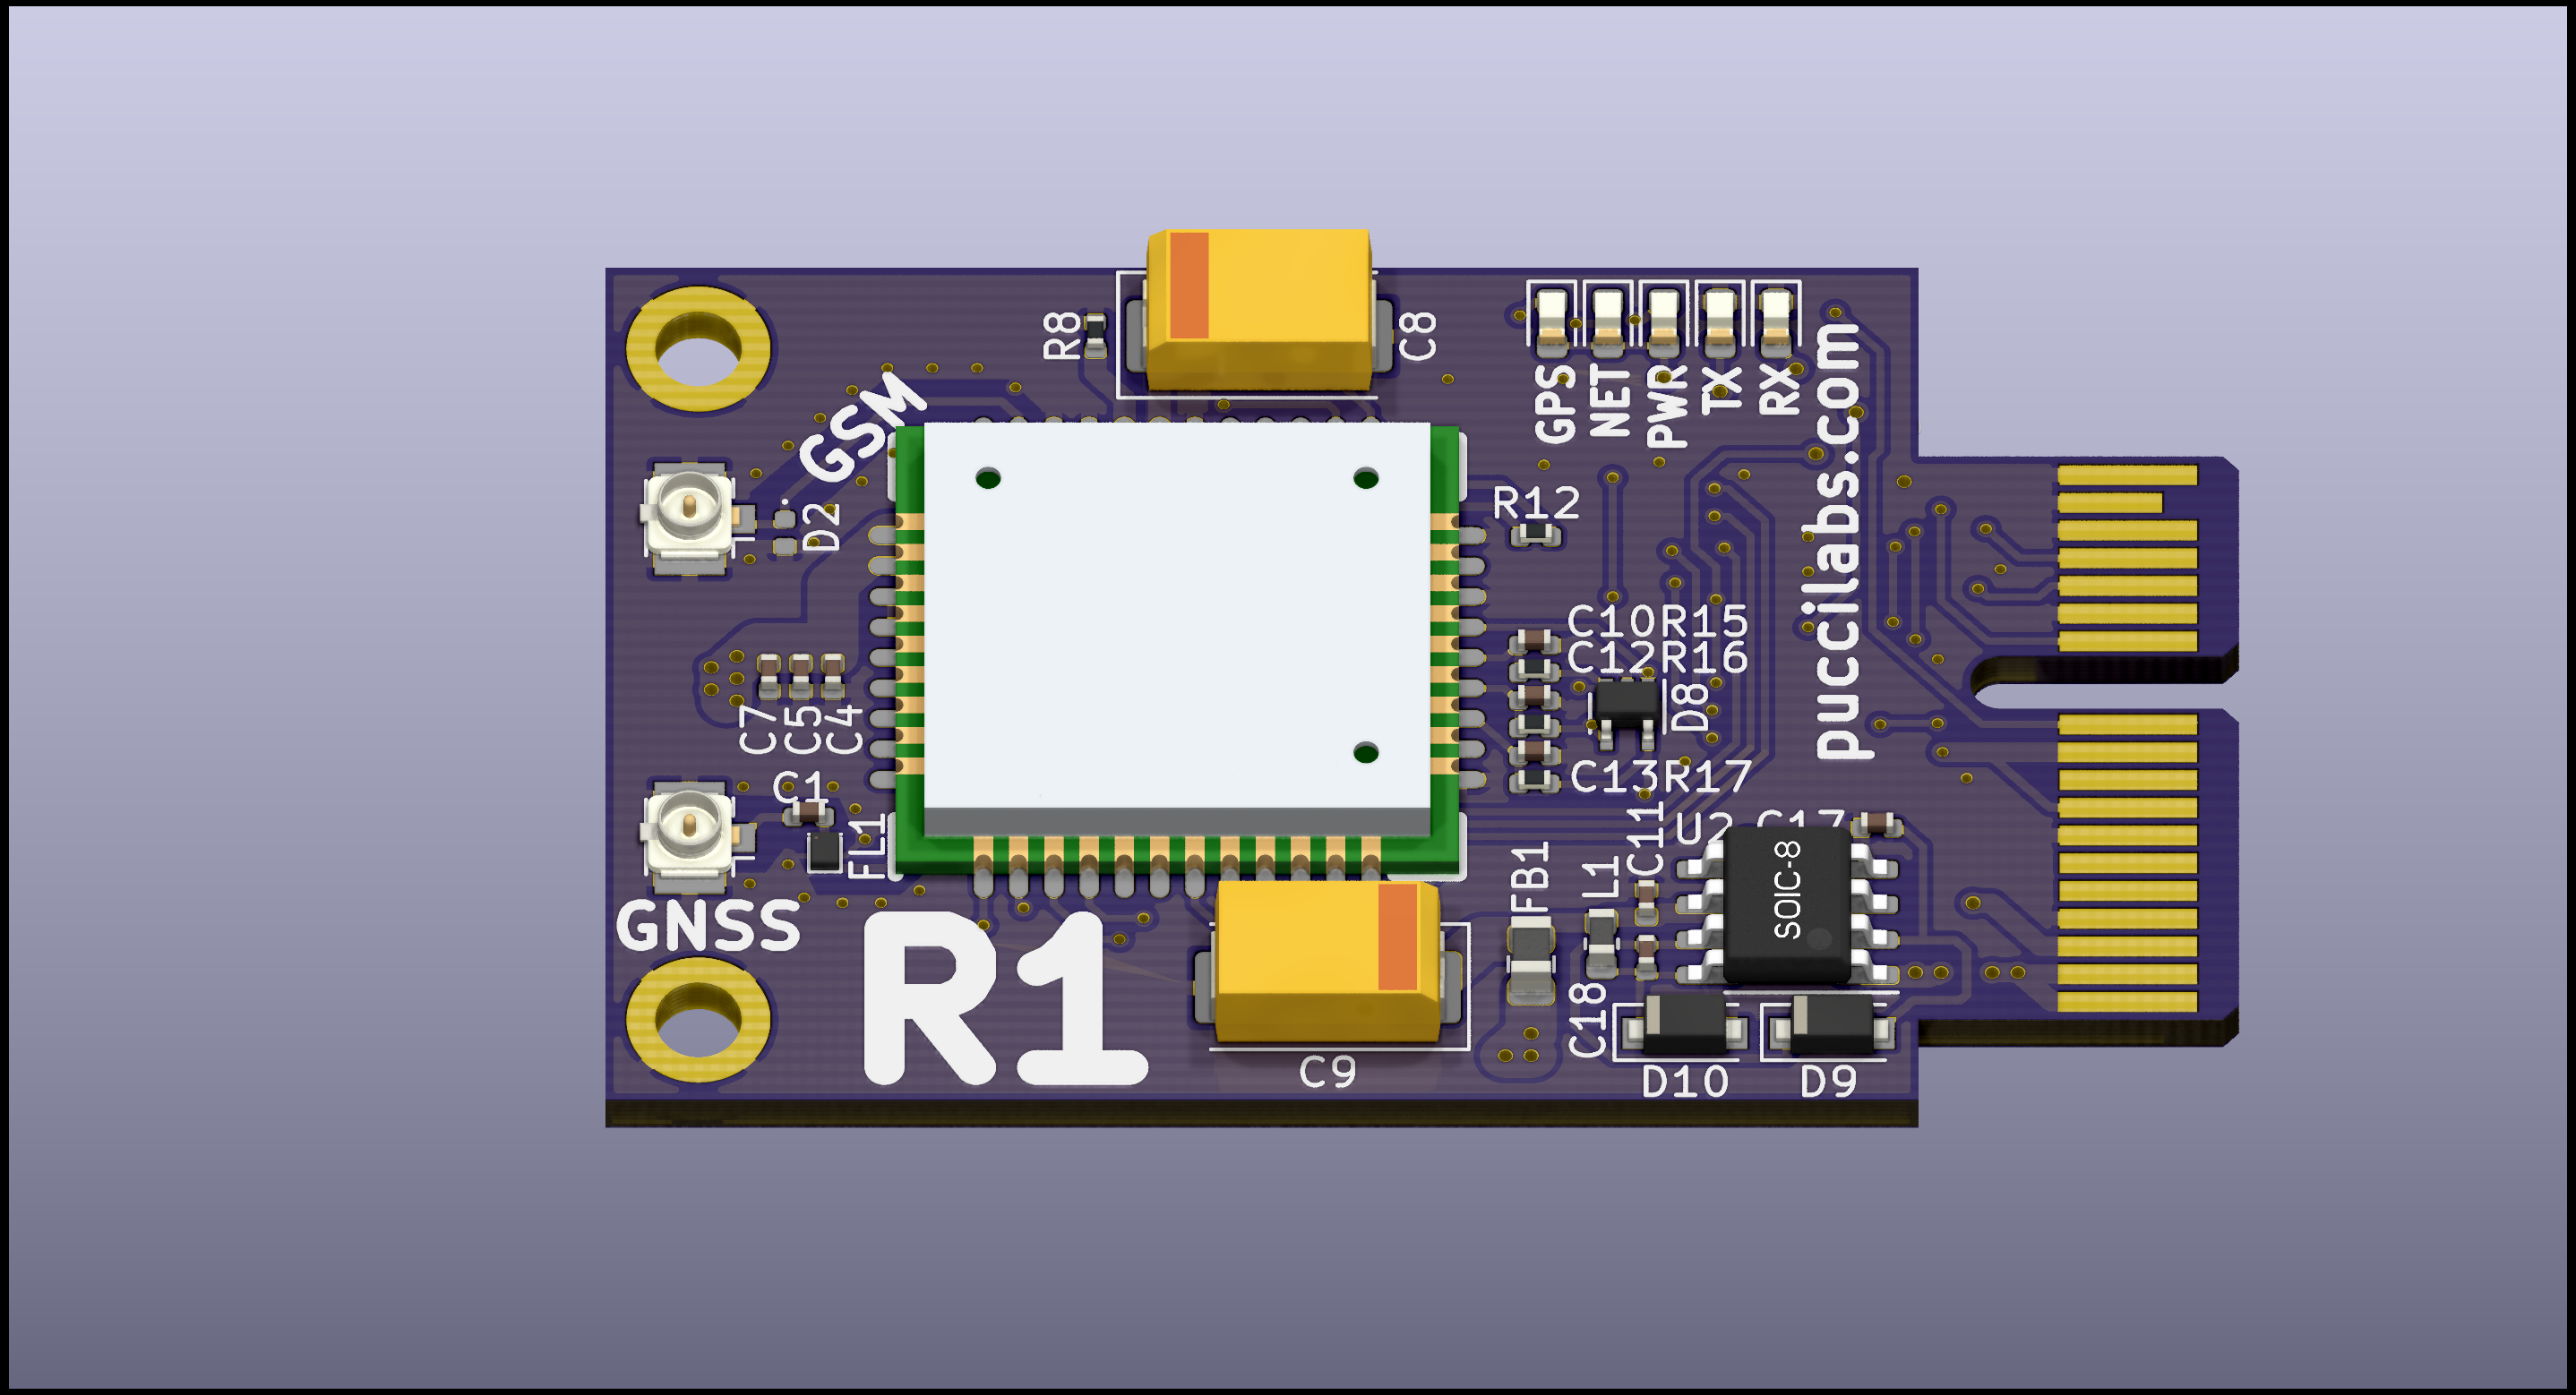 R8
C8
GPS
NET
PWR
TX
RX
puccilabs.com
GSM
D2
R12
C10R15
C12R16
D8
C13R17
C7
C5
C4
C1
FL1
GNSS
R1
C9
FB1
L1
C11
U2
C17
SOIC-8
C18
D10
D9